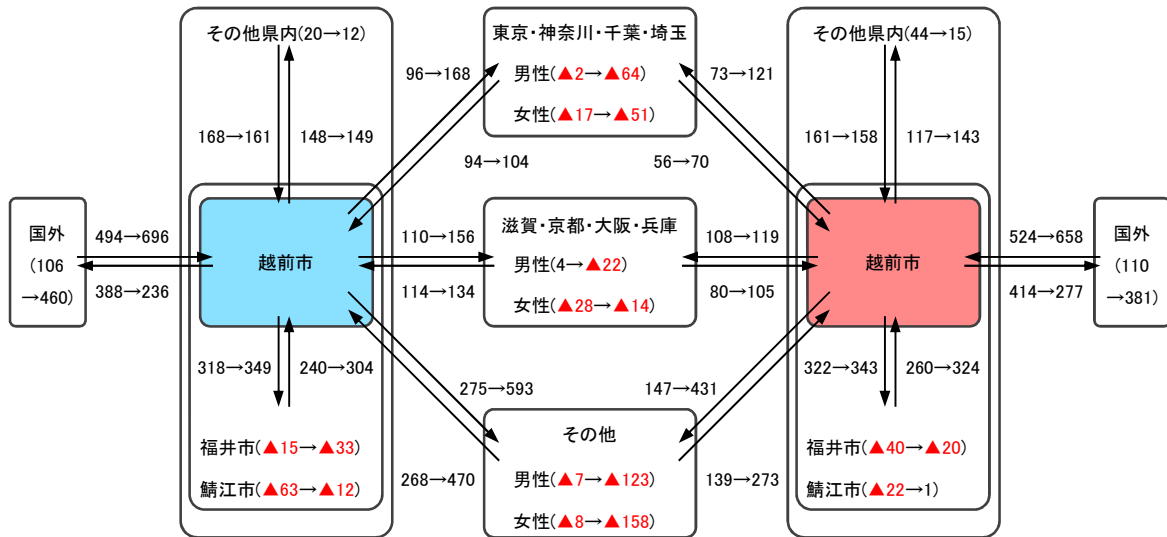 その他県内(20→12)
168→161
148→149
96→168
94→104
東京・神奈川・千葉・埼玉
男性(▲2→▲64)
女性(▲17→▲51)
73→121
56→70
その他県内(44→15)
161→158
117→143
国外
(106
→460)
494→696
388→236
越前市
110→156
114→134
滋賀・京都・大阪・兵庫
男性(4→▲22)
女性(▲28→▲14)
108→119
80→105
越前市
524→658
414→277
国外
(110
→381)
318→349
240→304
福井市(▲15→▲33)
鯖江市(▲63→▲12)
275→593
268→470
その他
男性(▲7→▲123)
女性(▲8→▲158)
147→431
139→273
322→343
260→324
福井市(▲40→▲20)
鯖江市(▲22→1)